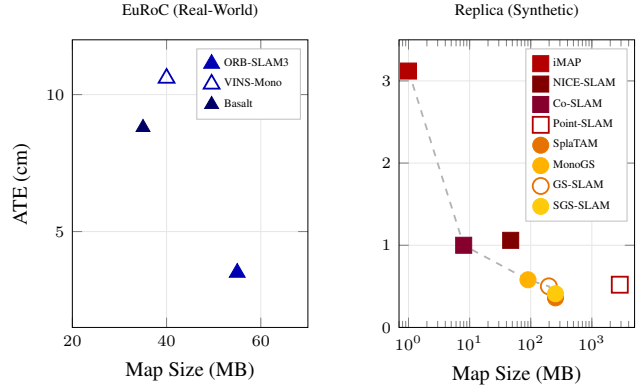 EuRoC (Real-World)
ATE (cm)
10
5
20
40
60
Map Size (MB)
ORB-SLAM3
VINS-Mono
Basalt
Replica (Synthetic)
3
2
1
0
10^0
10^1
10^2
10^3
Map Size (MB)
iMAP
NICE-SLAM
Co-SLAM
Point-SLAM
SplaTAM
MonoGS
GS-SLAM
SGS-SLAM